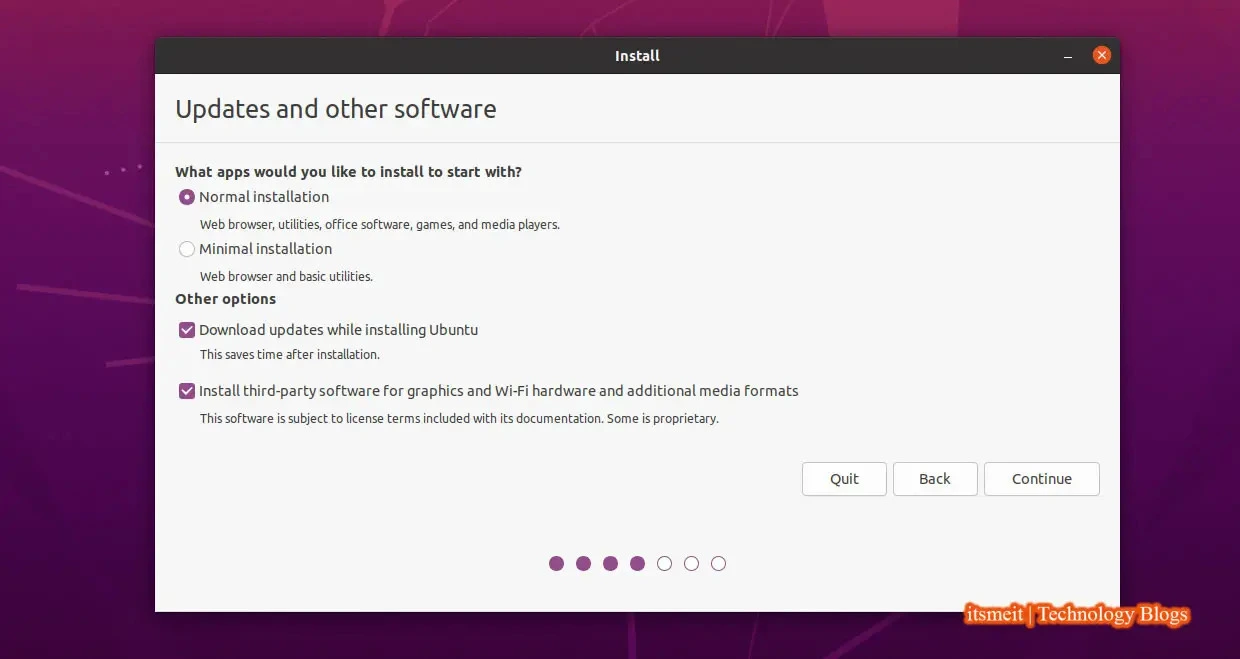 Install
Updates and other software
What apps would you like to install to start with?
Normal installation
Web browser, utilities, office software, games, and media players.
Minimal installation
Web browser and basic utilities.
Other options
Download updates while installing Ubuntu
This saves time after installation.
Install third-party software for graphics and Wi-Fi hardware and additional media formats
This software is subject to license terms included with its documentation. Some is proprietary.
Quit Back Continue
itsmeit | Technology Blogs